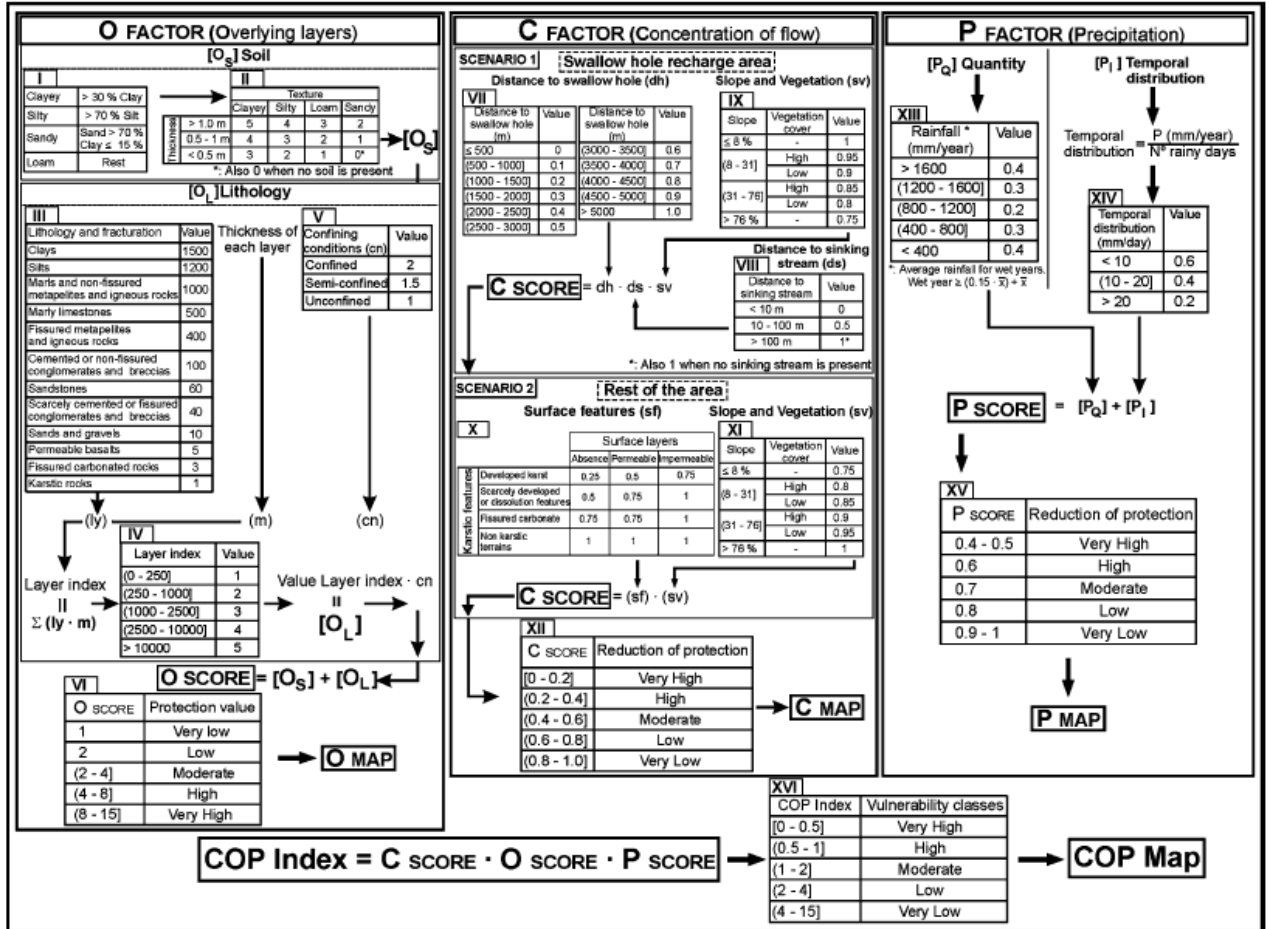 O FACTOR (Overlying layers)
[OS] Soil
I
Clayey > 30 % Clay
Silty > 70 % Silt
Sandy Sand > 70 % Clay ≤ 15 %
Loam Rest
II
Texture
Clayey Silty Loam Sandy
Thickness
> 1.0 m 5 4 3 2
0.5 - 1 m 4 3 2 1
< 0.5 m 3 2 1 0*
[OS]
*: Also 0 when no soil is present
[OL] Lithology
III
Lithology and fracturation Value
Clays 1500
Silts 1200
Marls and non-fissured metapelites and igneous rocks 1000
Marly limestones 500
Fissured metapelites and igneous rocks 400
Cemented or non-fissured conglomerates and breccias 100
Sandstones 60
Scarcely cemented or fissured conglomerates and breccias 40
Sands and gravels 10
Permeable basalts 5
Fissured carbonated rocks 3
Karstic rocks 1
Thickness of
each layer
V
Confining conditions (cn) Value
Confined 2
Semi-confined 1.5
Unconfined 1
(ly) (m) (cn)
Layer index
=
Σ (ly · m)
IV
Layer index Value
(0 - 250] 1
(250 - 1000] 2
(1000 - 2500] 3
(2500 - 10000] 4
> 10000 5
Value Layer index · cn
=
[OL]
O SCORE = [OS] + [OL]
VI
O SCORE Protection value
1 Very low
2 Low
(2 - 4] Moderate
(4 - 8] High
(8 - 15] Very High
O MAP
C FACTOR (Concentration of flow)
SCENARIO 1 Swallow hole recharge area
Distance to swallow hole (dh)
VII
Distance to swallow hole (m) Value Distance to swallow hole (m) Value
≤ 500 0 (3000 - 3500] 0.6
(500 - 1000] 0.1 (3500 - 4000] 0.7
(1000 - 1500] 0.2 (4000 - 4500] 0.8
(1500 - 2000] 0.3 (4500 - 5000] 0.9
(2000 - 2500] 0.4 > 5000 1.0
(2500 - 3000] 0.5
Slope and Vegetation (sv)
IX
Slope Vegetation cover Value
≤ 8 % - 1
(8 - 31] High 0.95
Low 0.9
(31 - 76] High 0.85
Low 0.8
> 76 % - 0.75
Distance to sinking
stream (ds)
VIII
Distance to sinking stream Value
< 10 m 0
10 - 100 m 0.5
> 100 m 1*
C SCORE = dh · ds · sv
*: Also 1 when no sinking stream is present
SCENARIO 2 Rest of the area
Surface features (sf)
X
Surface layers
Absence Permeable Impermeable
Karstic features
Developed karst 0.25 0.5 0.75
Scarcely developed or dissolution features 0.5 0.75 1
Fissured carbonate 0.75 0.75 1
Non karstic terrains 1 1 1
Slope and Vegetation (sv)
XI
Slope Vegetation cover Value
≤ 8 % - 0.75
(8 - 31] High 0.8
Low 0.85
(31 - 76] High 0.9
Low 0.95
> 76 % - 1
C SCORE = (sf) · (sv)
XII
C SCORE Reduction of protection
[0 - 0.2] Very High
(0.2 - 0.4] High
(0.4 - 0.6] Moderate
(0.6 - 0.8] Low
(0.8 - 1.0] Very Low
C MAP
P FACTOR (Precipitation)
[PQ] Quantity
XIII
Rainfall * (mm/year) Value
> 1600 0.4
(1200 - 1600] 0.3
(800 - 1200] 0.2
(400 - 800] 0.3
< 400 0.4
*: Average rainfall for wet years.
Wet year ≥ (0.15 · x̄) + x̄
[PI] Temporal
distribution
Temporal distribution = P (mm/year) / Nº rainy days
XIV
Temporal distribution (mm/day) Value
< 10 0.6
(10 - 20] 0.4
> 20 0.2
P SCORE = [PQ] + [PI]
XV
P SCORE Reduction of protection
0.4 - 0.5 Very High
0.6 High
0.7 Moderate
0.8 Low
0.9 - 1 Very Low
P MAP
COP Index = C SCORE · O SCORE · P SCORE
XVI
COP Index Vulnerability classes
[0 - 0.5] Very High
(0.5 - 1] High
(1 - 2] Moderate
(2 - 4] Low
(4 - 15] Very Low
COP Map